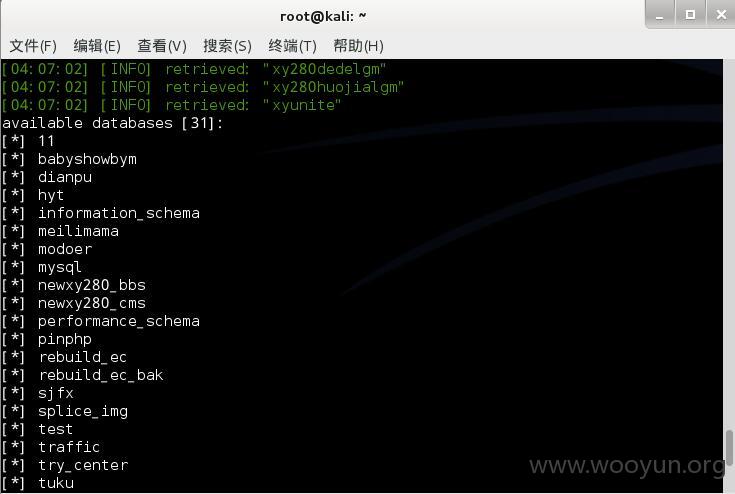 root@kali: ~
文件(F) 编辑(E) 查看(V) 搜索(S) 终端(T) 帮助(H)
[04:07:02] [INFO] retrieved: "xy280dedelgm"
[04:07:02] [INFO] retrieved: "xy280huojialgm"
[04:07:02] [INFO] retrieved: "xyunite"
available databases [31]:
[*] 11
[*] babyshowbym
[*] dianpu
[*] hyt
[*] information_schema
[*] meilimama
[*] modoer
[*] mysql
[*] newxy280_bbs
[*] newxy280_cms
[*] performance_schema
[*] pinphp
[*] rebuild_ec
[*] rebuild_ec_bak
[*] sjfx
[*] splice_img
[*] test
[*] traffic
[*] try_center
[*] tuku
www.wooyun.org